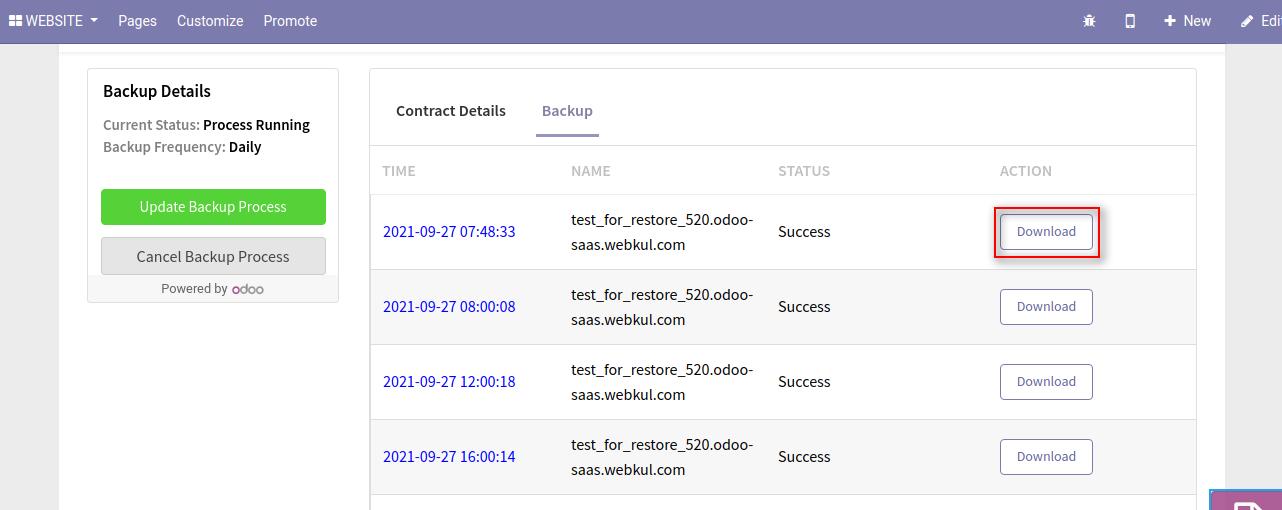 WEBSITE Pages Customize Promote New
Backup Details
Current Status: Process Running
Backup Frequency: Daily
Update Backup Process
Cancel Backup Process
Powered by odoo
Contract Details Backup
TIME NAME STATUS ACTION
2021-09-27 07:48:33 test_for_restore_520.odoo-
saas.webkul.com Success Download
2021-09-27 08:00:08 test_for_restore_520.odoo-
saas.webkul.com Success Download
2021-09-27 12:00:18 test_for_restore_520.odoo-
saas.webkul.com Success Download
2021-09-27 16:00:14 test_for_restore_520.odoo-
saas.webkul.com Success Download